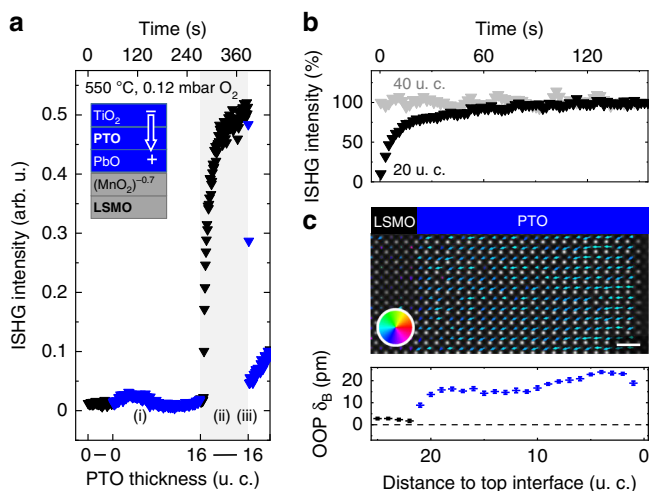 a
Time (s)
0 120 240 360
550 °C, 0.12 mbar O2
TiO2
PTO
PbO
− +
(MnO2)−0.7
LSMO
ISHG intensity (arb. u.)
0.5
0.4
0.3
0.2
0.1
0
(i) (ii) (iii)
0 0 16 16
PTO thickness (u. c.)
b
Time (s)
0 60 120
ISHG intensity (%)
100
50
0
40 u. c.
20 u. c.
c
LSMO PTO
OOP δB (pm)
20
10
0
20 10 0
Distance to top interface (u. c.)